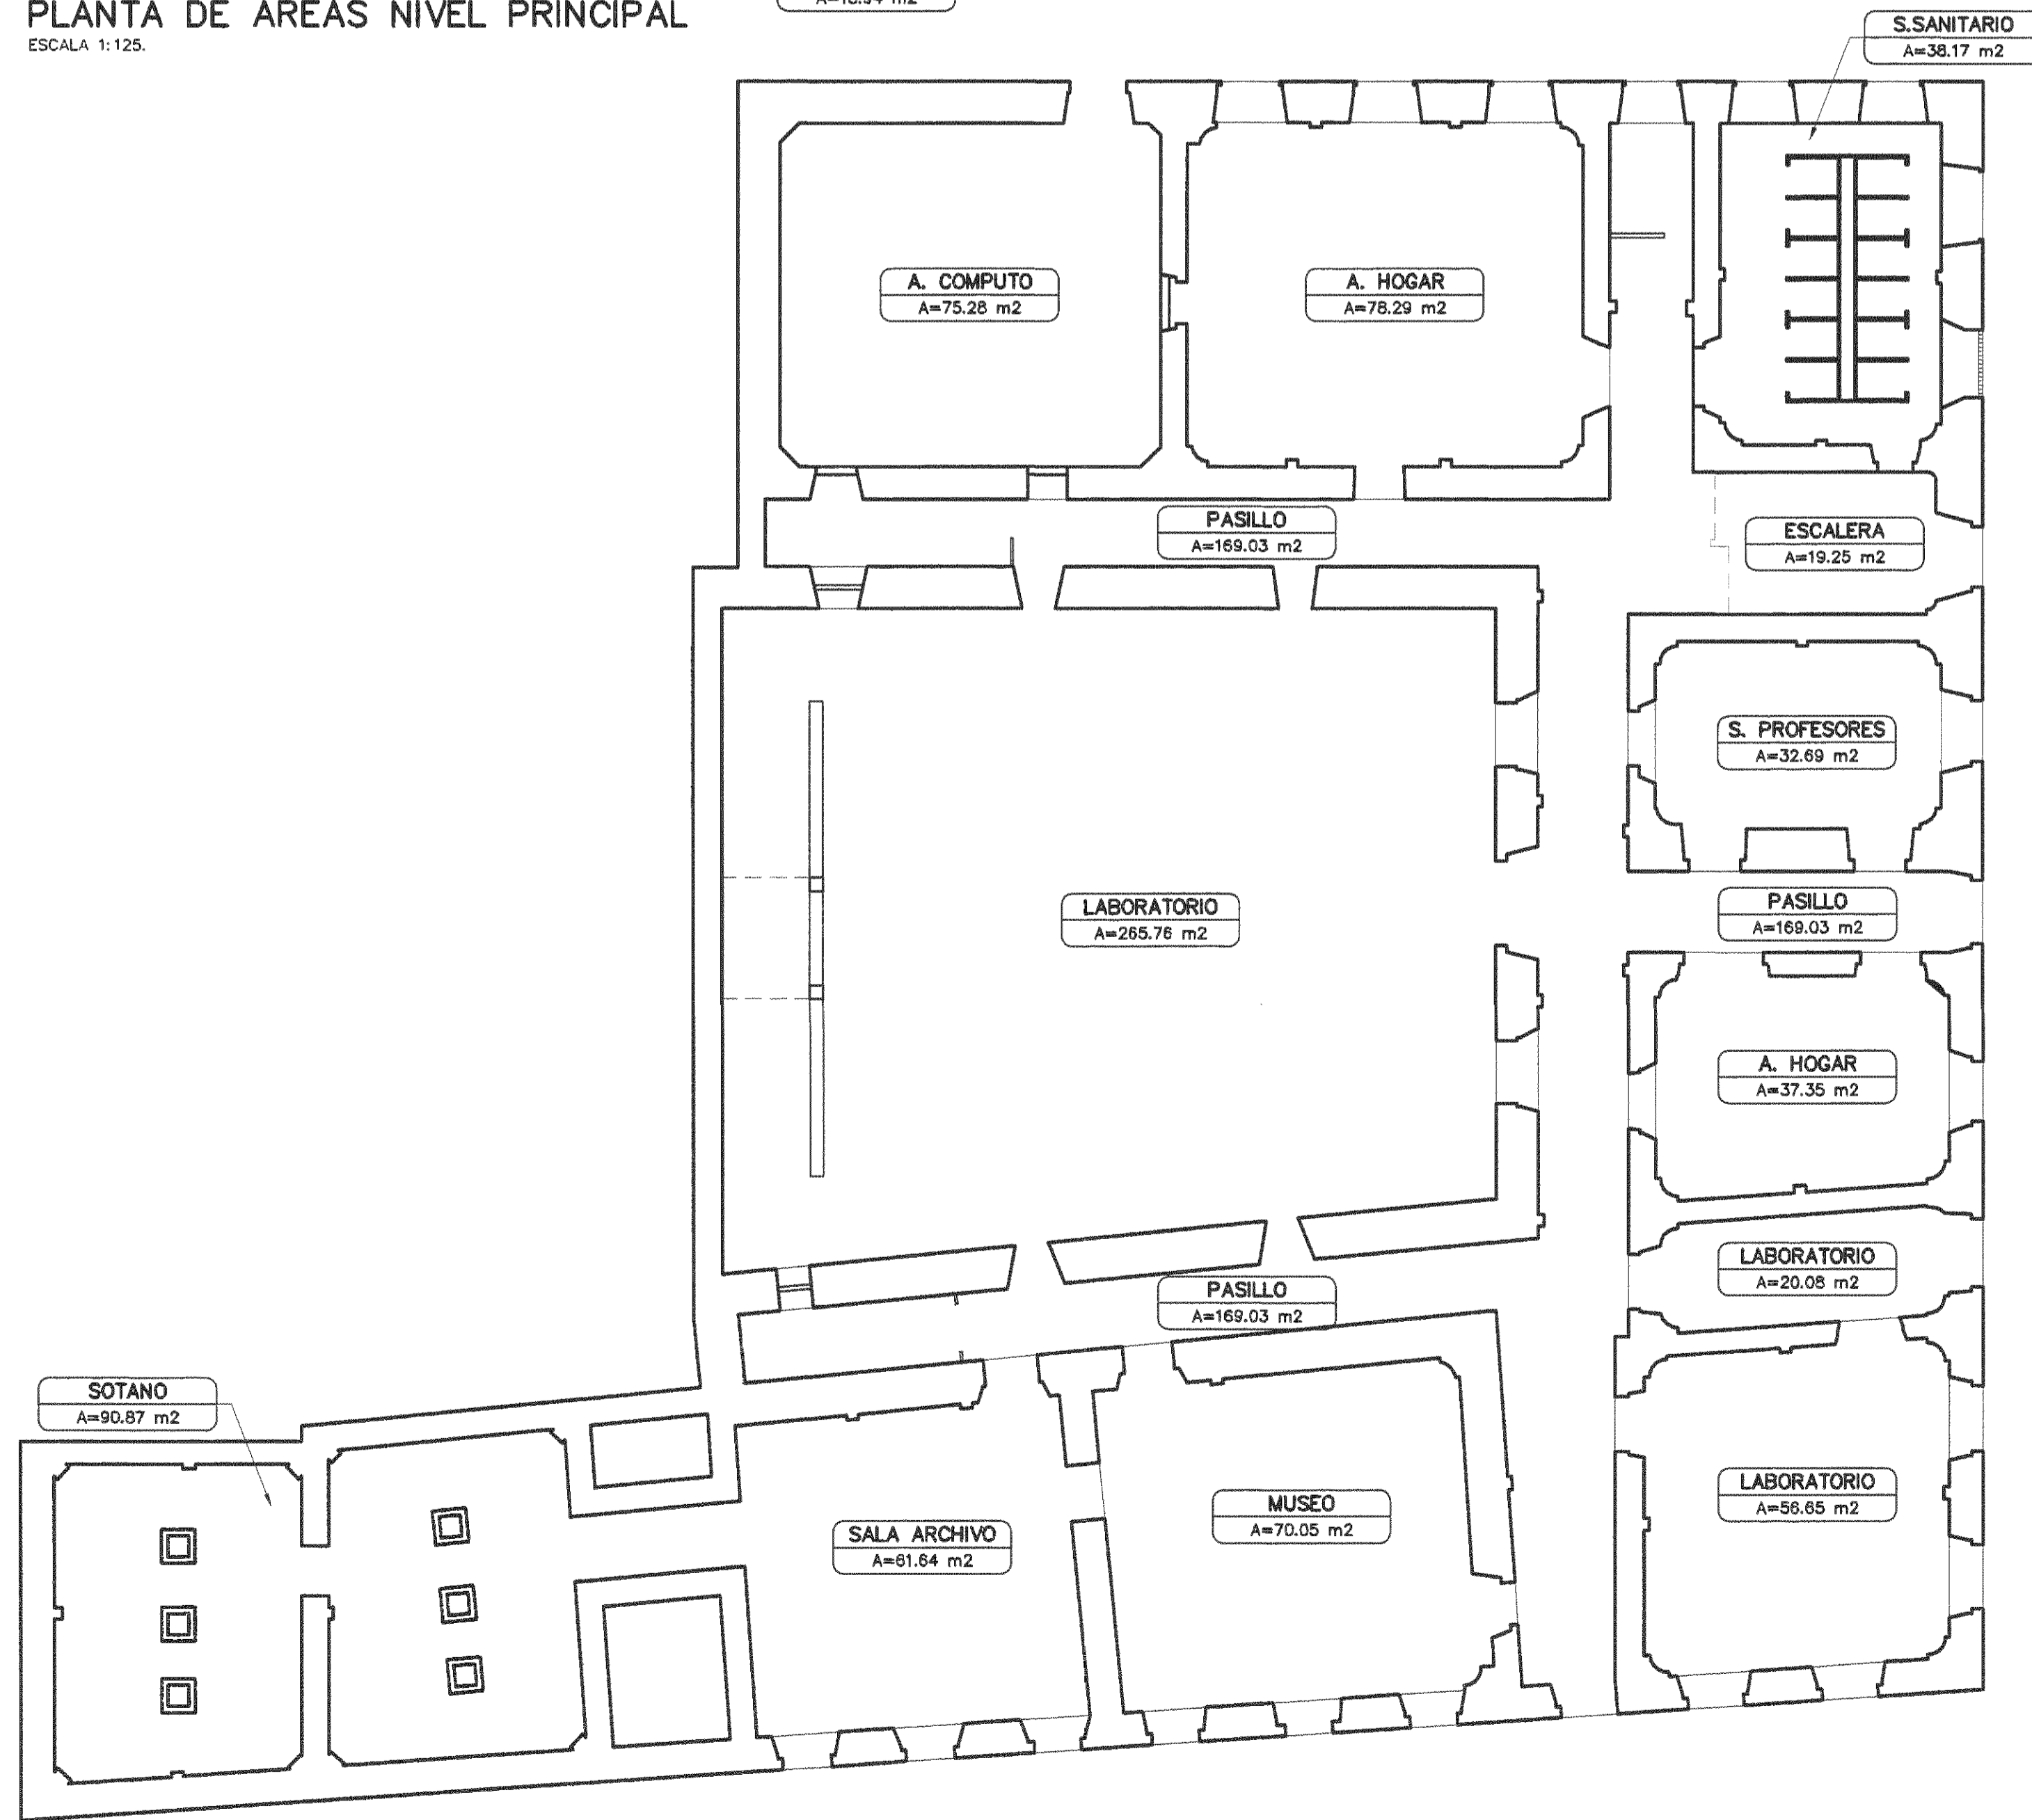 PLANTA DE AREAS NIVEL PRINCIPAL
ESCALA 1:125.
S.SANITARIO
A=38.17 m2
A. COMPUTO
A=75.28 m2
A. HOGAR
A=78.29 m2
PASILLO
A=169.03 m2
ESCALERA
A=19.25 m2
S. PROFESORES
A=32.69 m2
LABORATORIO
A=265.76 m2
PASILLO
A=169.03 m2
A. HOGAR
A=37.35 m2
LABORATORIO
A=20.08 m2
PASILLO
A=169.03 m2
SOTANO
A=90.87 m2
LABORATORIO
A=56.65 m2
MUSEO
A=70.05 m2
SALA ARCHIVO
A=61.64 m2